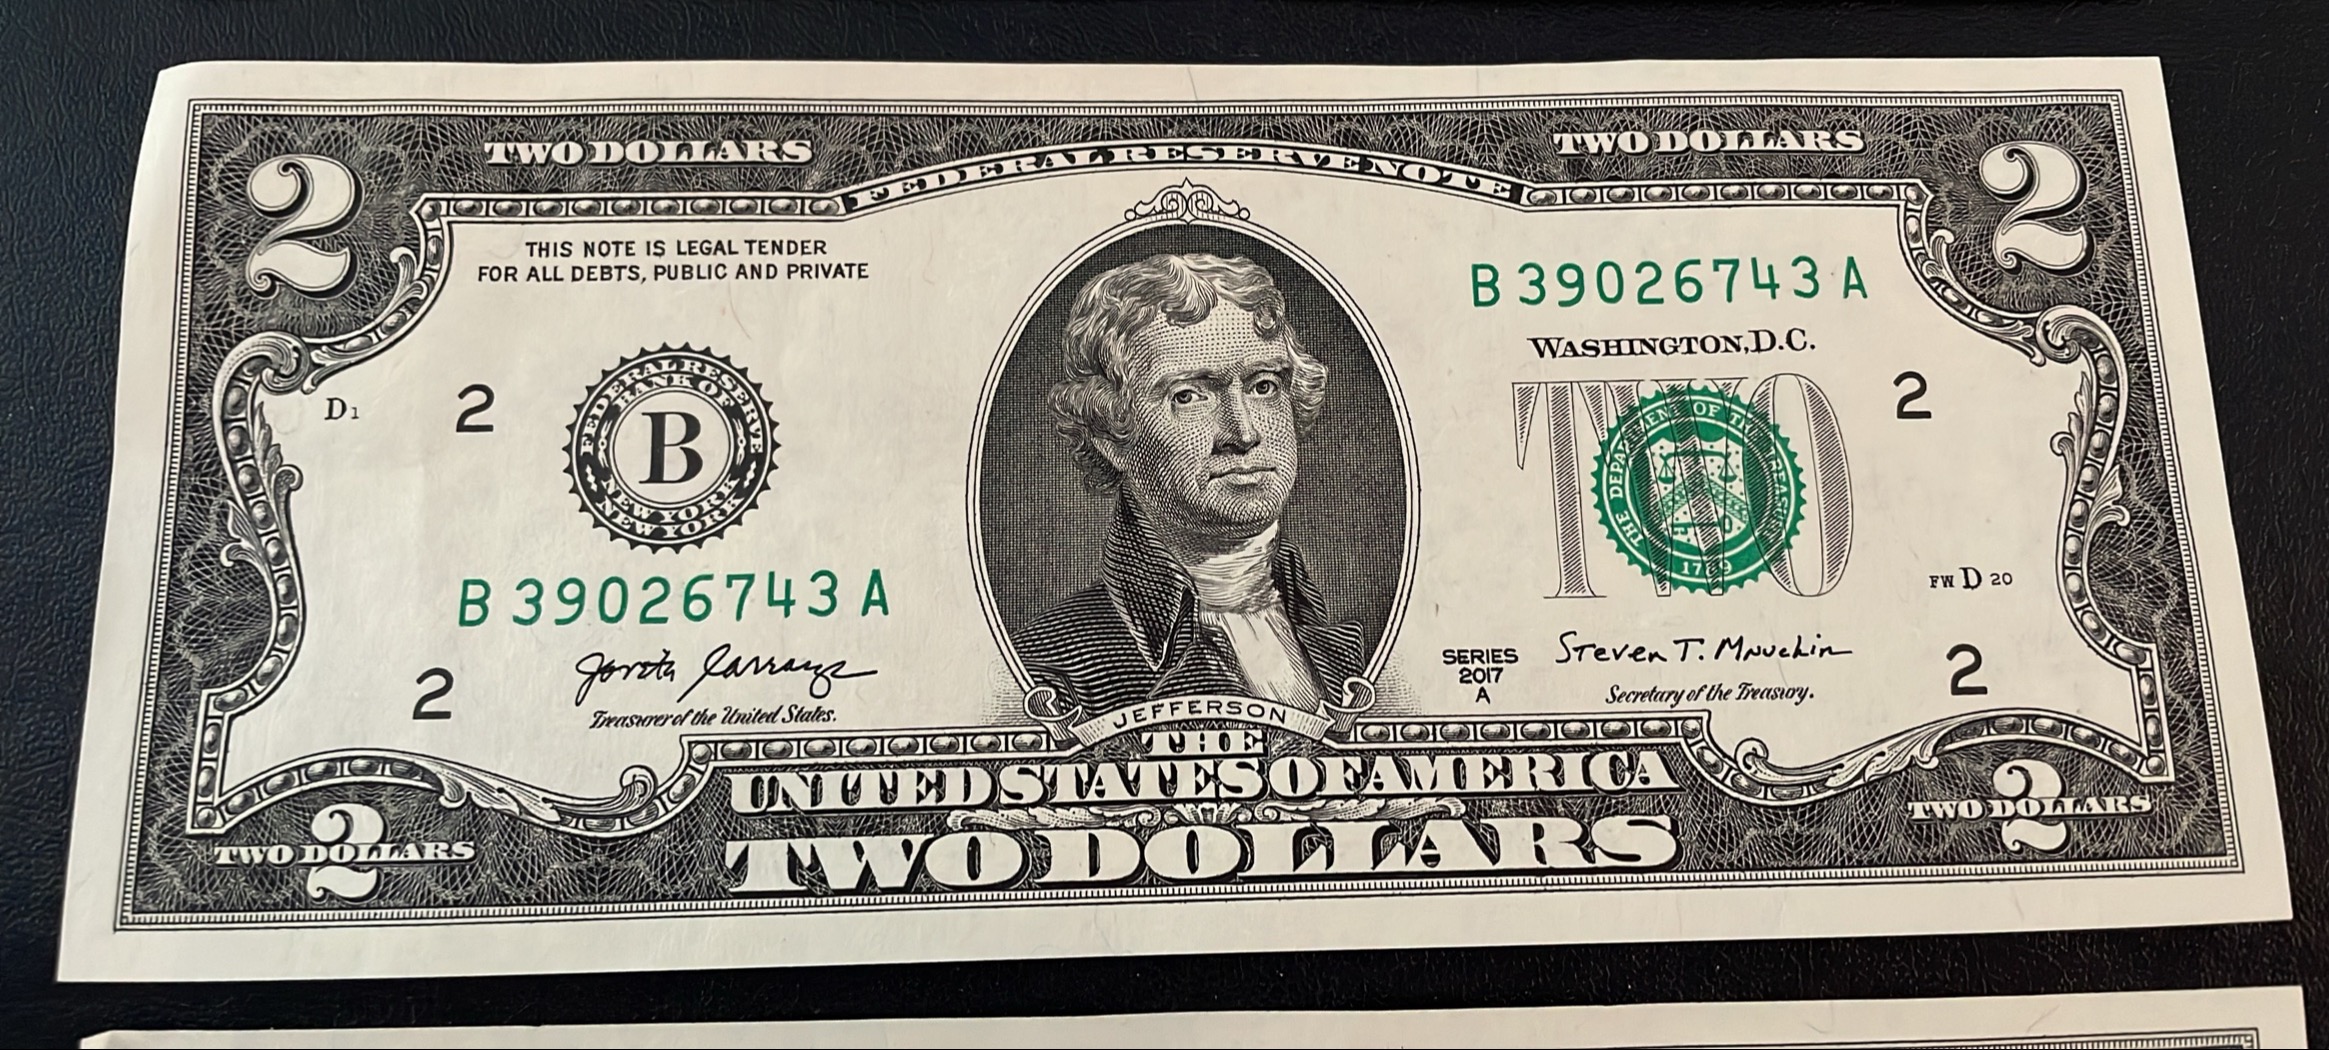 TWO DOLLARS
TWO DOLLARS
FEDERAL RESERVE NOTE
2
2
THIS NOTE IS LEGAL TENDER
FOR ALL DEBTS, PUBLIC AND PRIVATE
B 39026743 A
WASHINGTON, D.C.
D1
2
FEDERAL RESERVE
BANK OF
B
NEW YORK
NEW YORK
TWO
THE DEPARTMENT OF THE TREASURY
1789
2
FW D 20
B 39026743 A
2
Jovita Carranza
Treasurer of the United States.
SERIES
2017
A
Steven T. Mnuchin
Secretary of the Treasury.
2
JEFFERSON
THE
UNITED STATES OF AMERICA
TWO DOLLARS
2
TWO DOLLARS
2
TWO DOLLARS